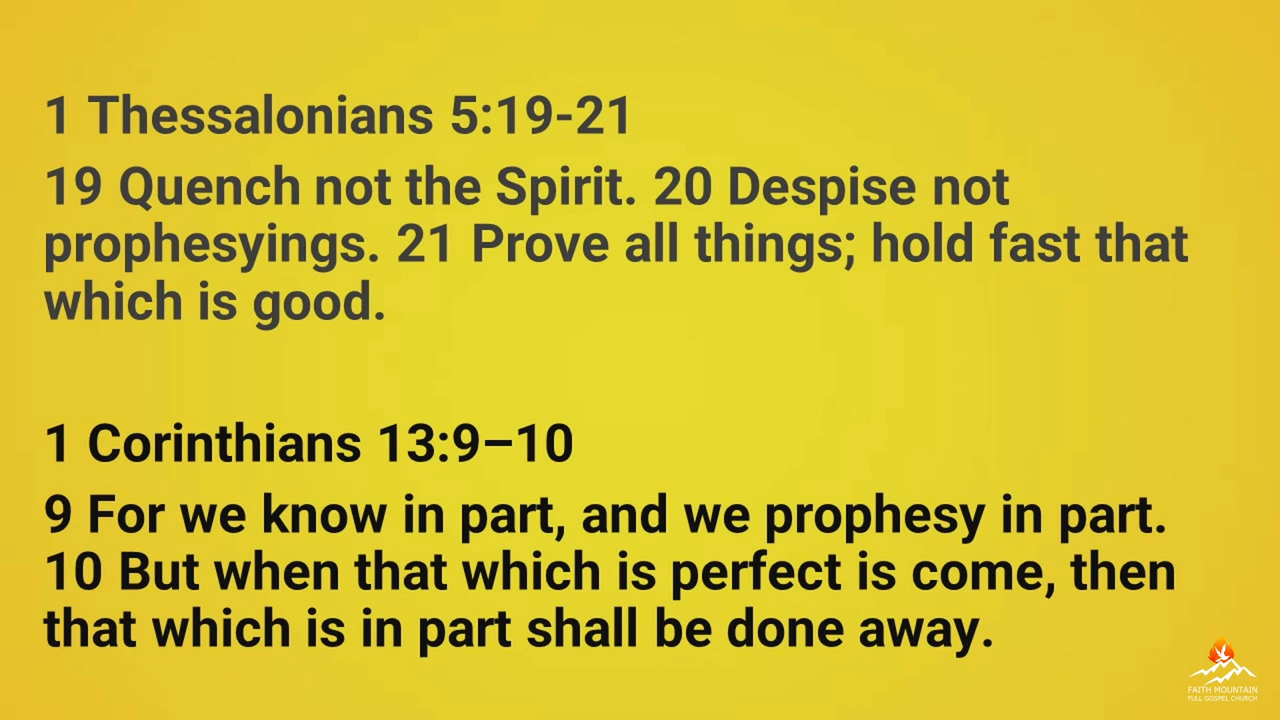 1 Thessalonians 5:19-21
19 Quench not the Spirit. 20 Despise not
prophesyings. 21 Prove all things; hold fast that
which is good.
1 Corinthians 13:9–10
9 For we know in part, and we prophesy in part.
10 But when that which is perfect is come, then
that which is in part shall be done away.
FAITH MOUNTAIN
FULL GOSPEL CHURCH